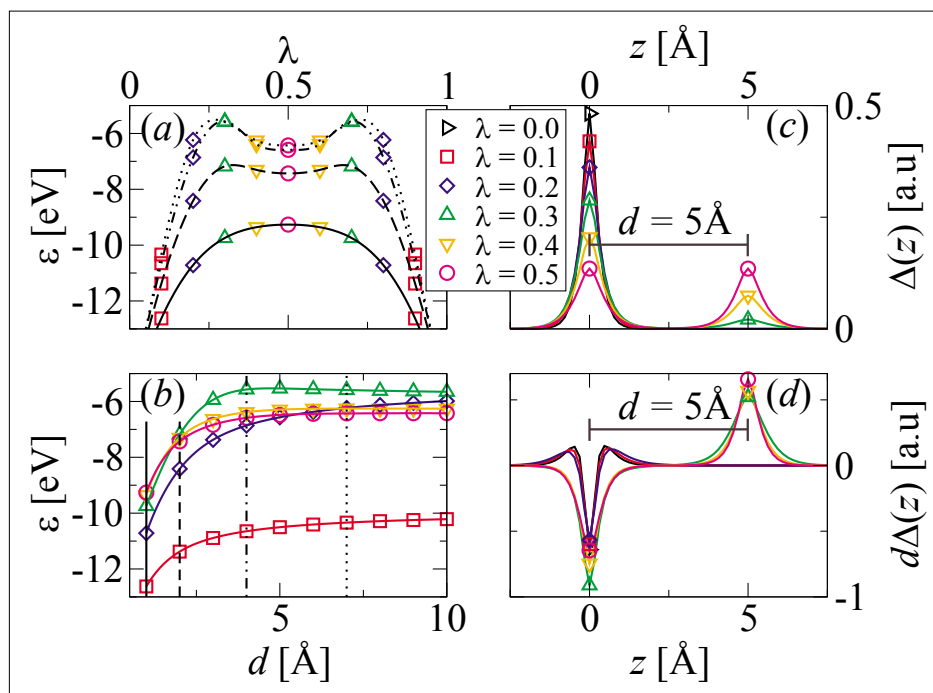 λ
0 0.5 1
z [Å]
0 5
(a)
ε [eV]
-6
-8
-10
-12
λ = 0.0
λ = 0.1
λ = 0.2
λ = 0.3
λ = 0.4
λ = 0.5
(c)
d = 5Å
0.5
0
Δ(z) [a.u]
(b)
ε [eV]
-6
-8
-10
-12
0 5 10
d [Å]
(d)
d = 5Å
0
-1
dΔ(z) [a.u]
0 5
z [Å]